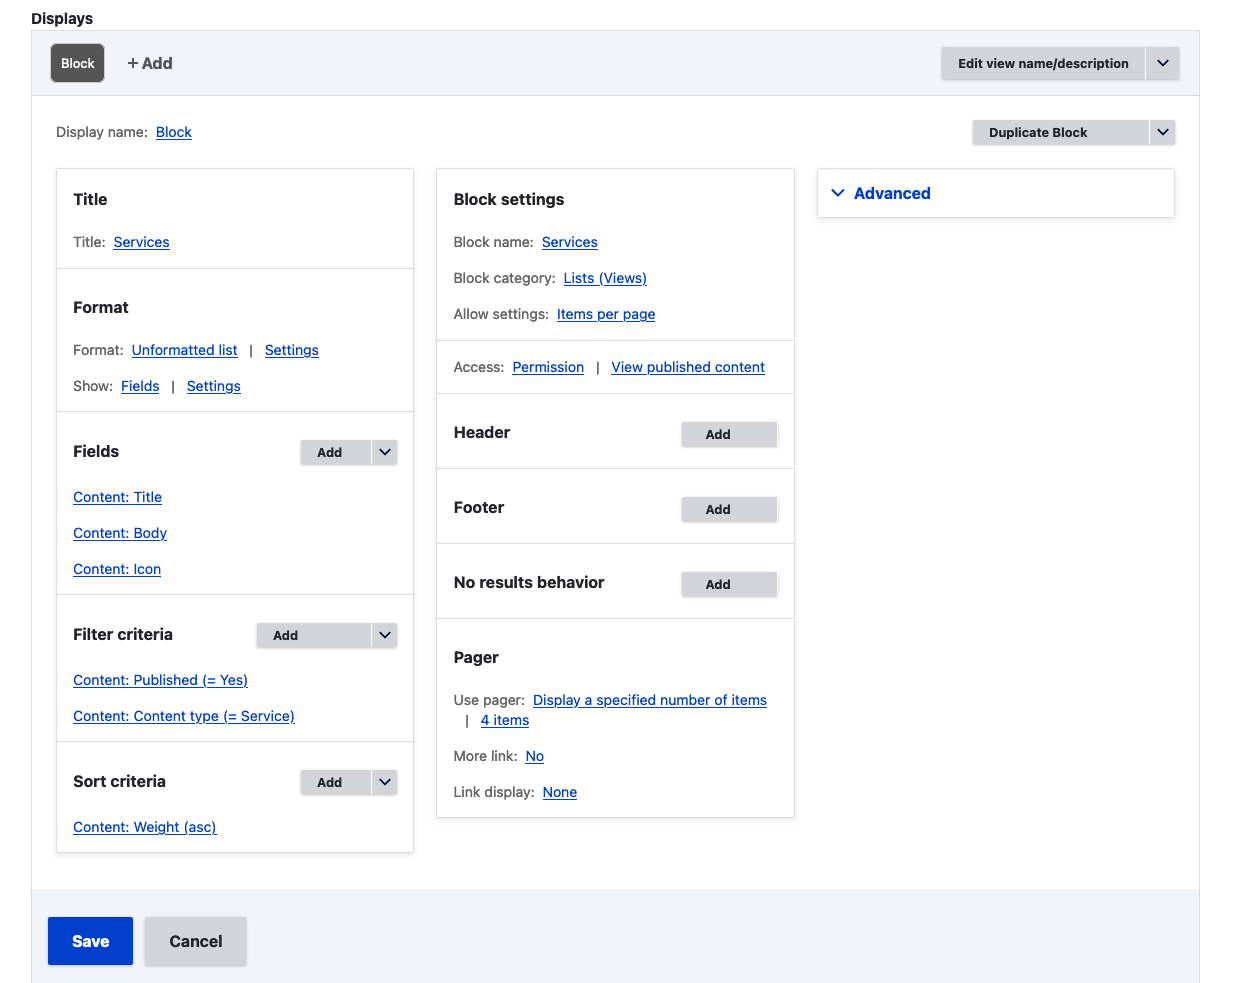 Displays
Block
+ Add
Edit view name/description
Display name: Block
Duplicate Block
Title
Title: Services
Format
Format: Unformatted list | Settings
Show: Fields | Settings
Fields
Add
Content: Title
Content: Body
Content: Icon
Filter criteria
Add
Content: Published (= Yes)
Content: Content type (= Service)
Sort criteria
Add
Content: Weight (asc)
Block settings
Block name: Services
Block category: Lists (Views)
Allow settings: Items per page
Access: Permission | View published content
Header
Add
Footer
Add
No results behavior
Add
Pager
Use pager: Display a specified number of items
| 4 items
More link: No
Link display: None
Advanced
Save
Cancel